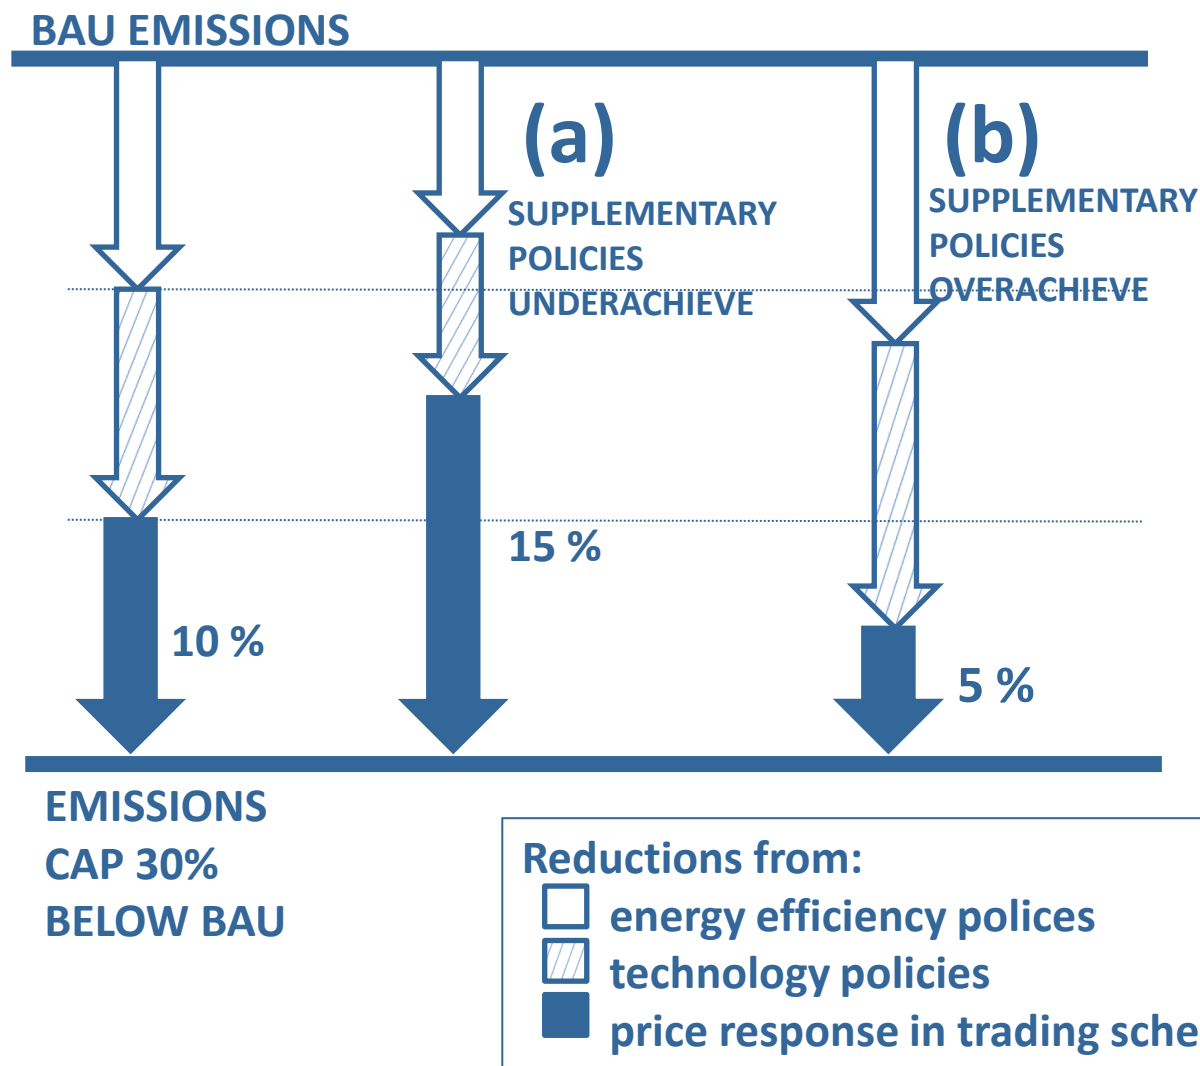 BAU EMISSIONS
(a)
SUPPLEMENTARY
POLICIES
UNDERACHIEVE
(b)
SUPPLEMENTARY
POLICIES
OVERACHIEVE
10 %
15 %
5 %
EMISSIONS
CAP 30%
BELOW BAU
Reductions from:
energy efficiency polices
technology policies
price response in trading sche